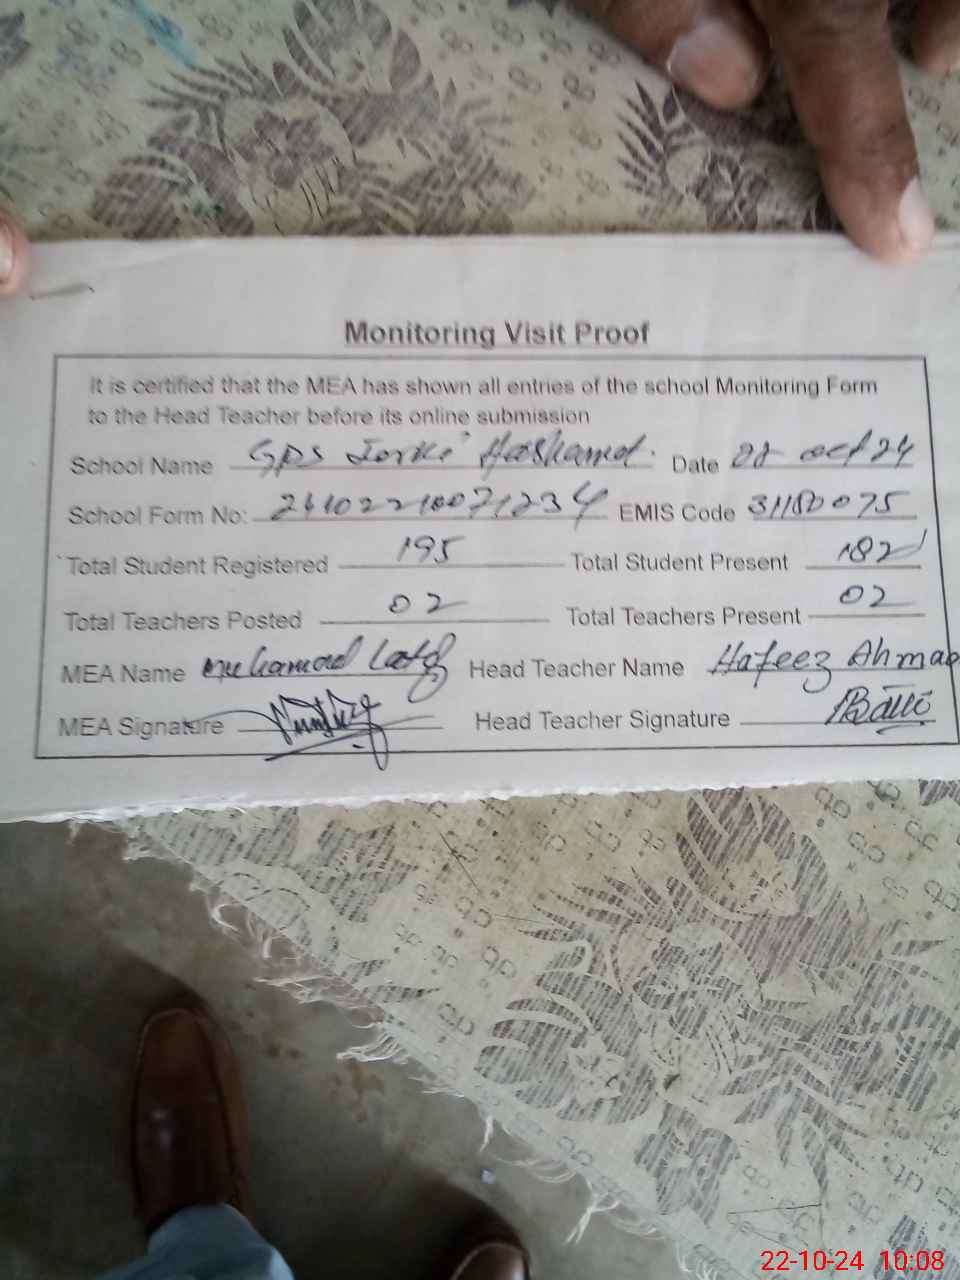 Monitoring Visit Proof
It is certified that the MEA has shown all entries of the school Monitoring Form
to the Head Teacher before its online submission
School Name GPS Date 22 oct 24
School Form No: EMIS Code 31180075
Total Student Registered 195 Total Student Present 182
Total Teachers Posted 02 Total Teachers Present 02
MEA Name Head Teacher Name Hafeez Ahmad
MEA Signature Head Teacher Signature
22-10-24 10:08